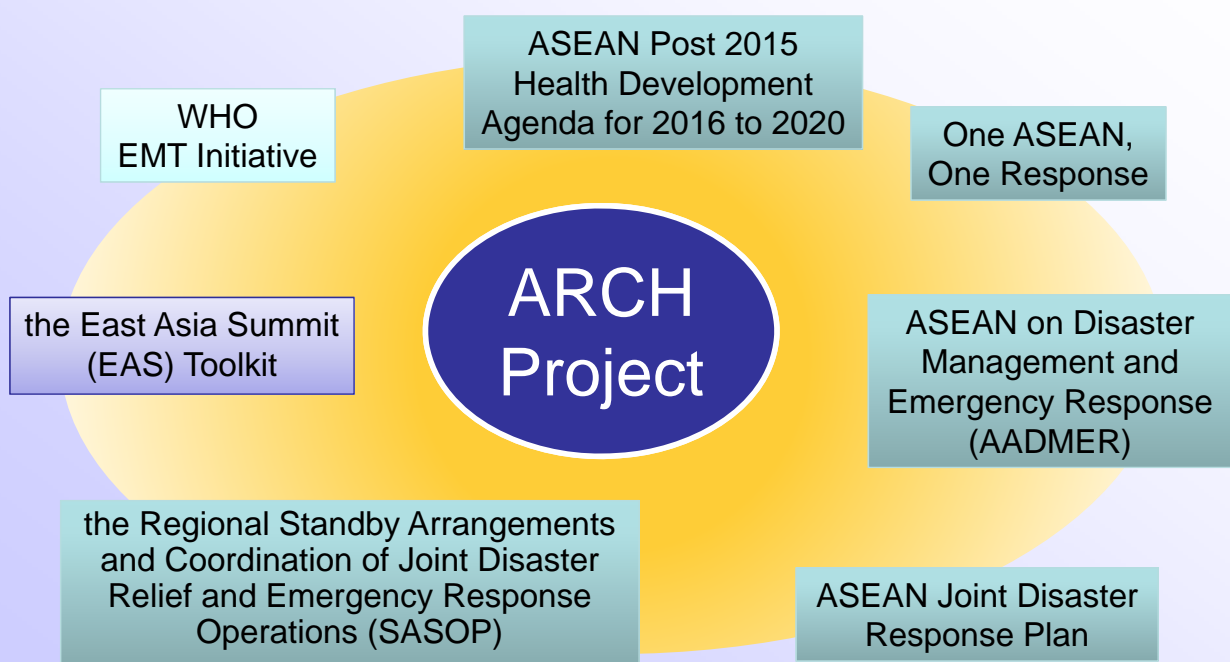 ASEAN Post 2015
Health Development
Agenda for 2016 to 2020
WHO
EMT Initiative
One ASEAN,
One Response
ARCH
Project
the East Asia Summit
(EAS) Toolkit
ASEAN on Disaster
Management and
Emergency Response
(AADMER)
the Regional Standby Arrangements
and Coordination of Joint Disaster
Relief and Emergency Response
Operations (SASOP)
ASEAN Joint Disaster
Response Plan